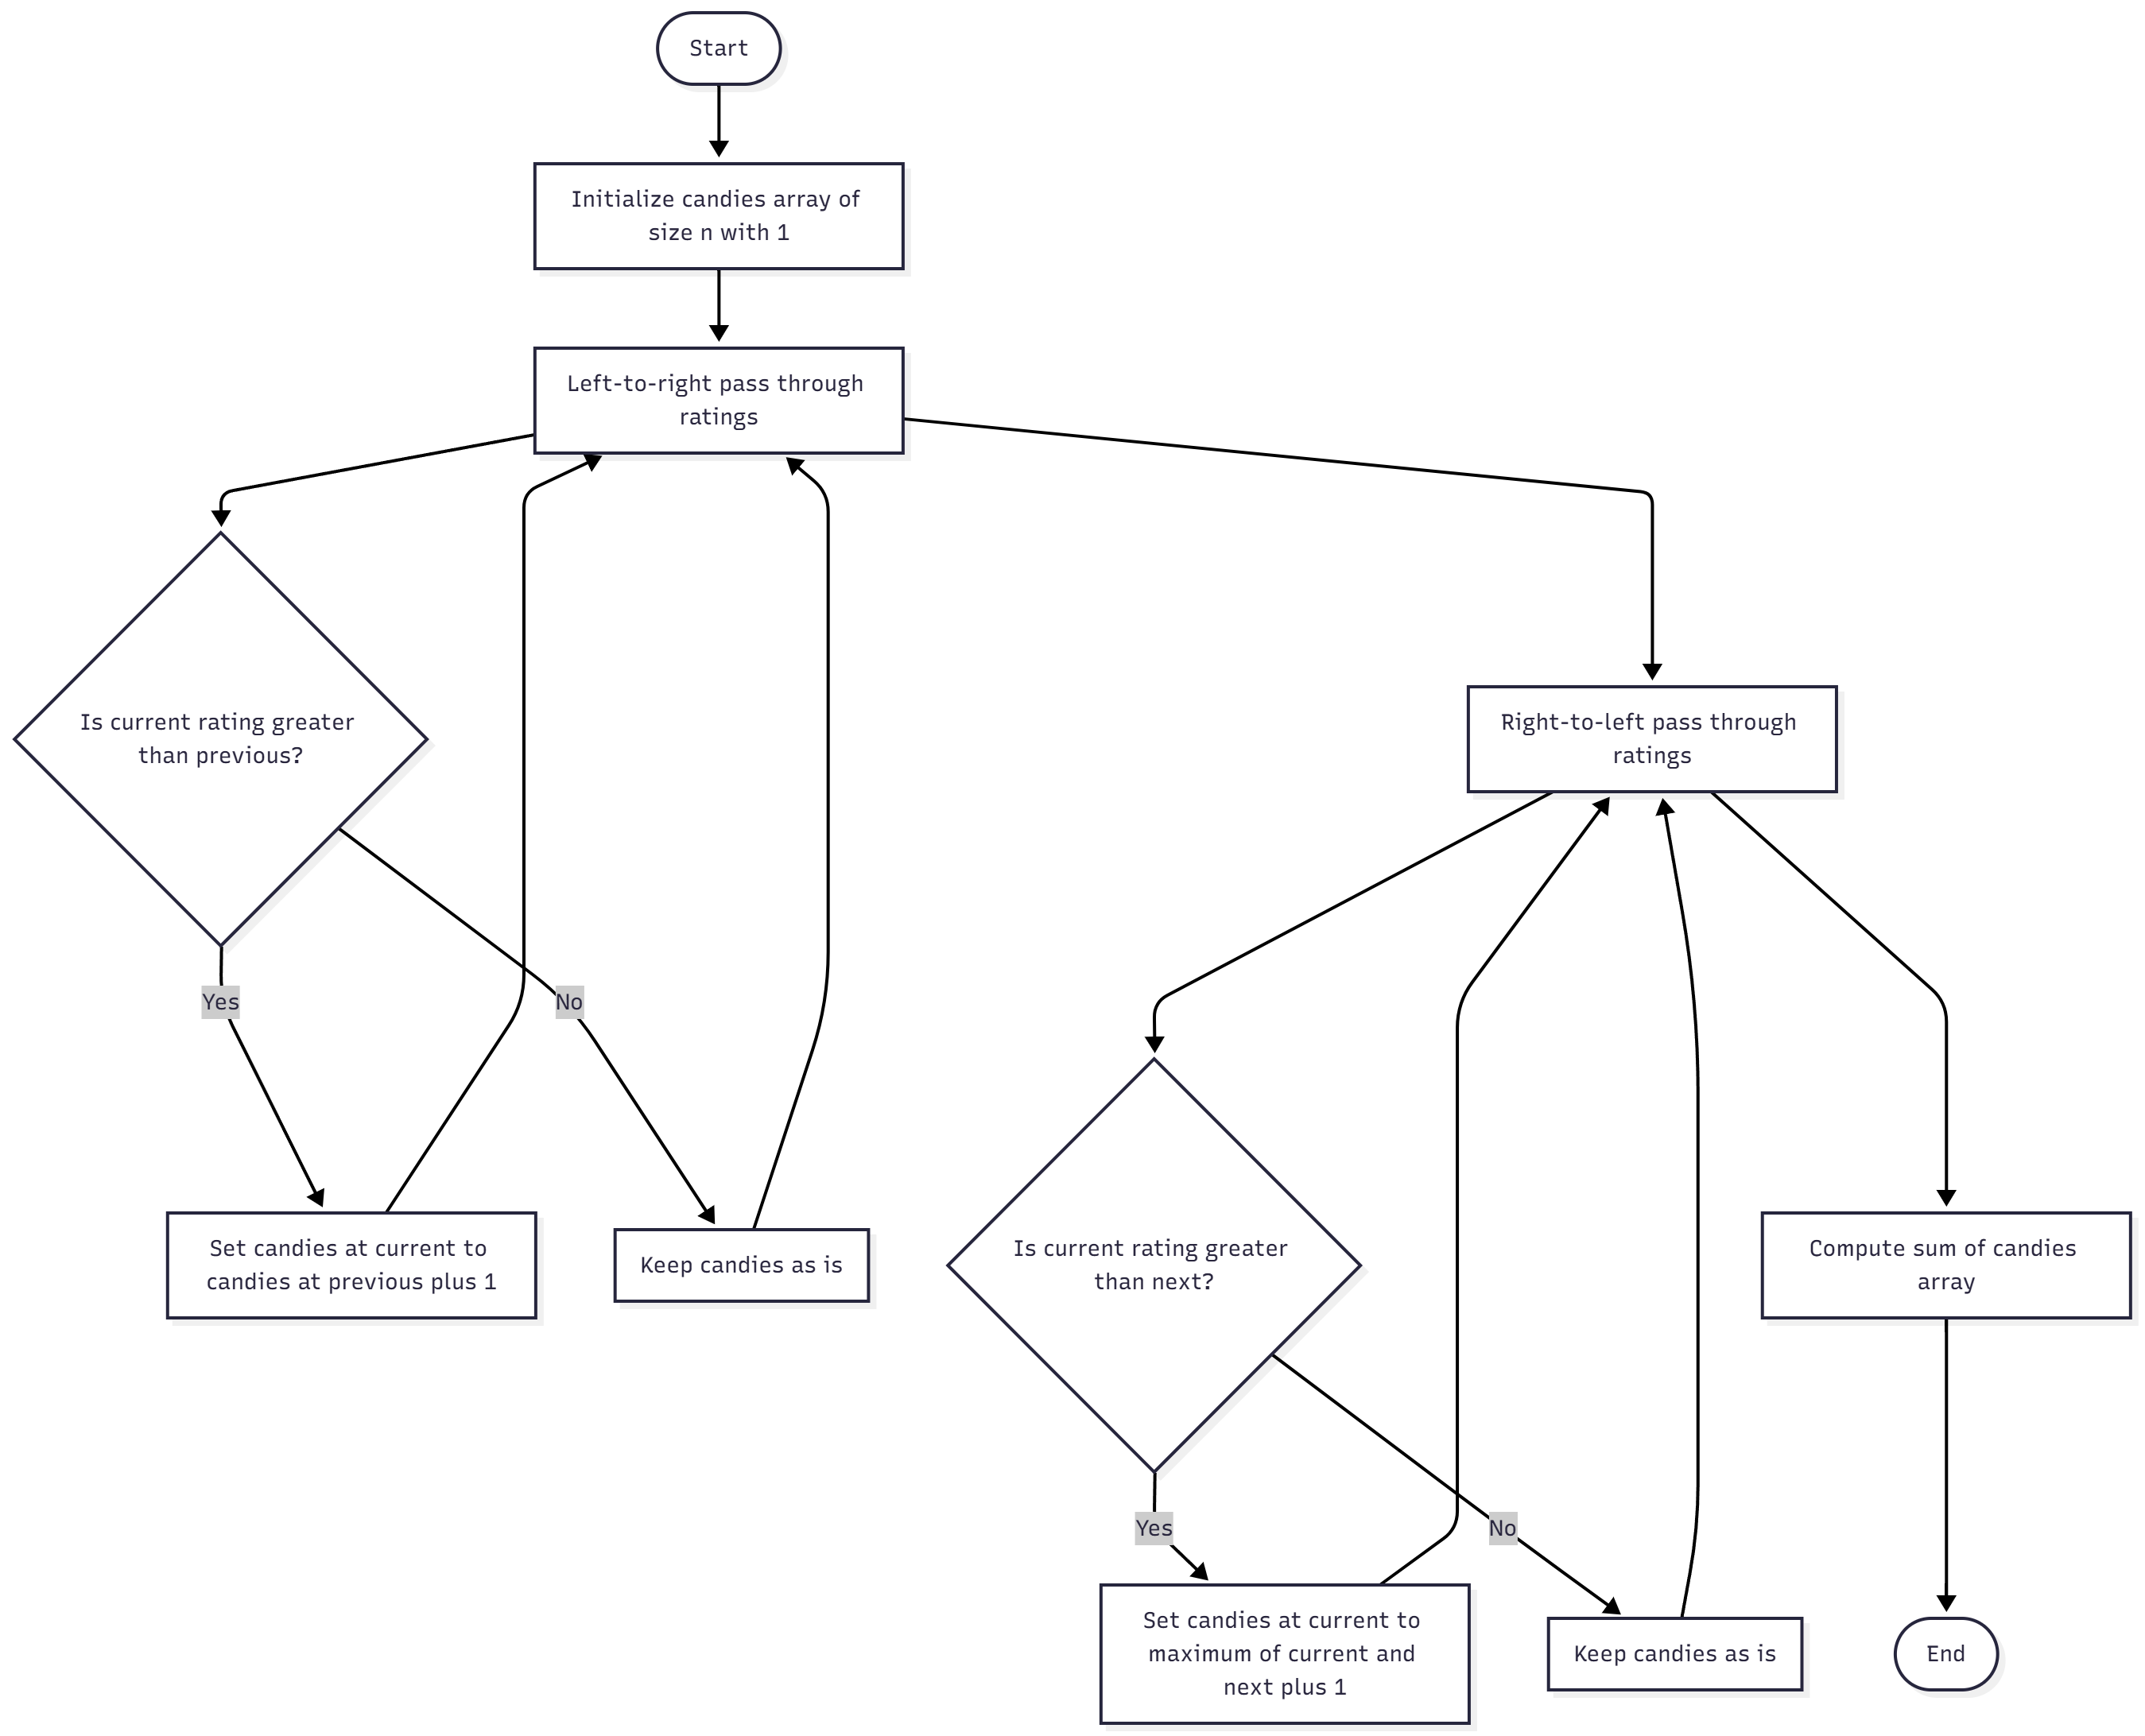 Start
Initialize candies array of
size n with 1
Left-to-right pass through
ratings
Is current rating greater
than previous?
Right-to-left pass through
ratings
Yes
No
Set candies at current to
candies at previous plus 1
Keep candies as is
Is current rating greater
than next?
Compute sum of candies
array
Yes
No
Set candies at current to
maximum of current and
next plus 1
Keep candies as is
End